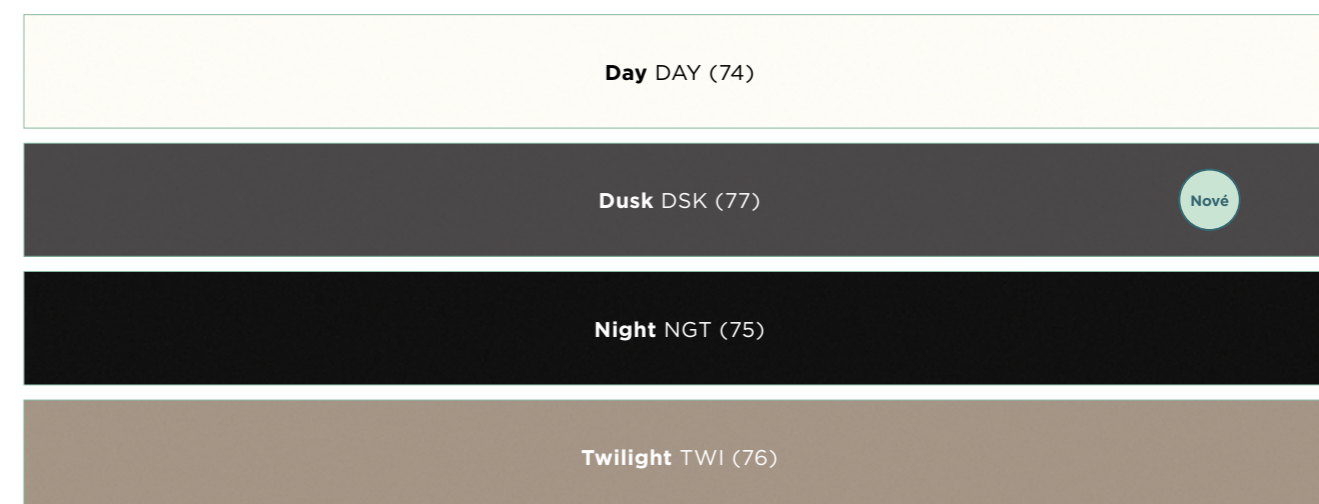 Day DAY (74)
Dusk DSK (77)
Nové
Night NGT (75)
Twilight TWI (76)